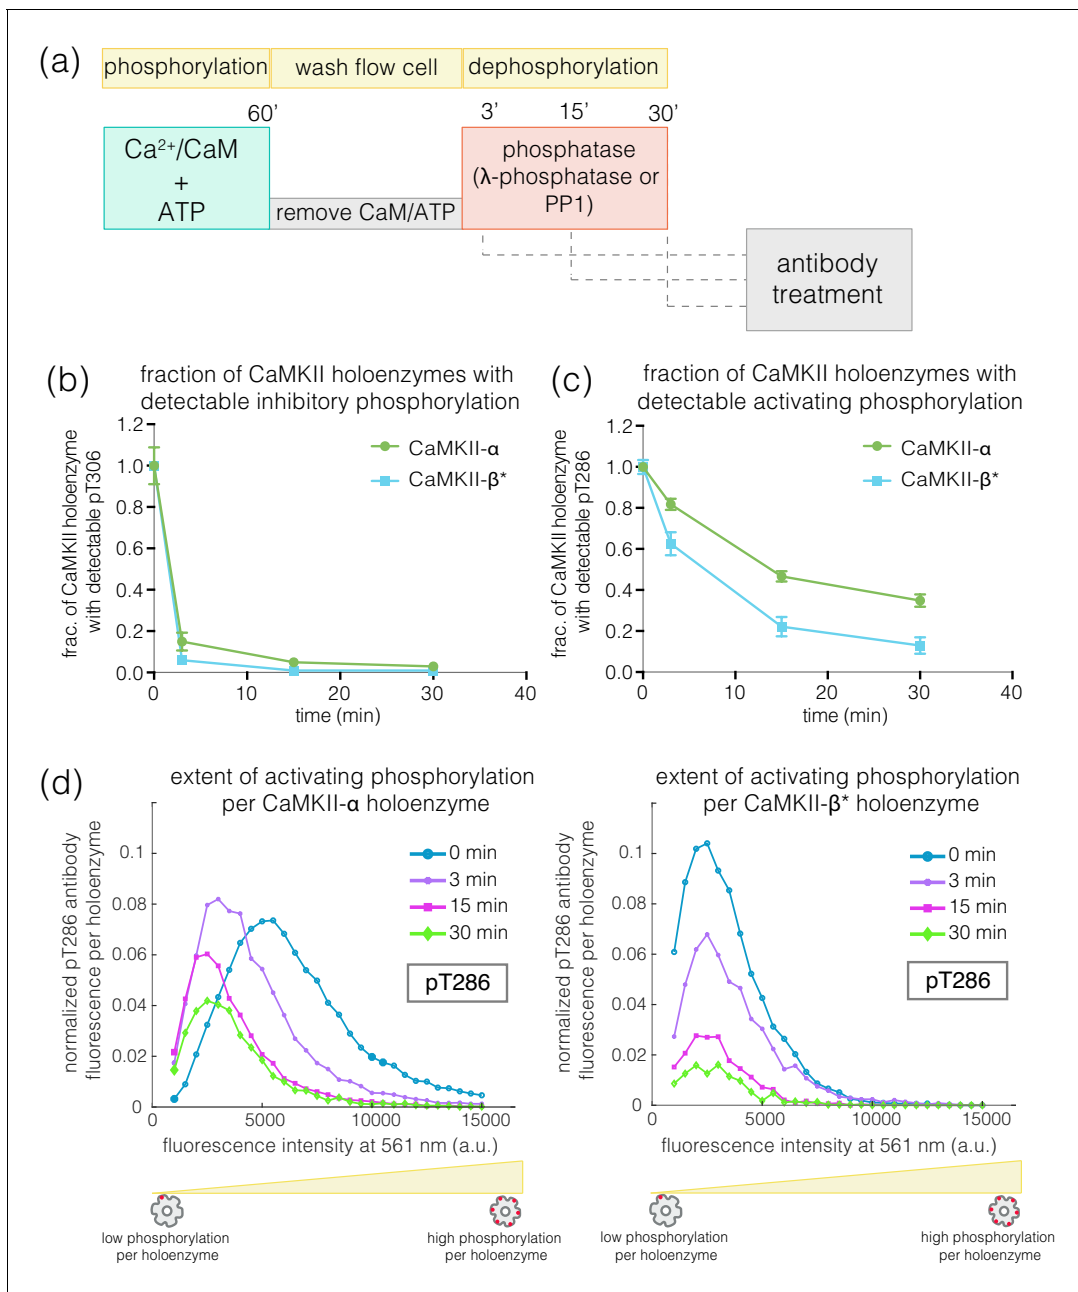 (a)
phosphorylation wash flow cell dephosphorylation
60’ 3’ 15’ 30’
Ca²⁺/CaM
+
ATP
remove CaM/ATP
phosphatase
(λ-phosphatase or
PP1)
antibody
treatment
(b)
fraction of CaMKII holoenzymes with
detectable inhibitory phosphorylation
frac. of CaMKII holoenzyme
with detectable pT306
1.2
1.0
0.8
0.6
0.4
0.2
0.0
CaMKII-α
CaMKII-β*
0 10 20 30 40
time (min)
(c)
fraction of CaMKII holoenzymes with
detectable activating phosphorylation
frac. of CaMKII holoenzyme
with detectable pT286
1.2
1.0
0.8
0.6
0.4
0.2
0.0
CaMKII-α
CaMKII-β*
0 10 20 30 40
time (min)
(d)
extent of activating phosphorylation
per CaMKII-α holoenzyme
normalized pT286 antibody
fluorescence per holoenzyme
0.1
0.08
0.06
0.04
0.02
0
0 min
3 min
15 min
30 min
pT286
0 5000 10000 15000
fluorescence intensity at 561 nm (a.u.)
low phosphorylation
per holoenzyme
high phosphorylation
per holoenzyme
extent of activating phosphorylation
per CaMKII-β* holoenzyme
normalized pT286 antibody
fluorescence per holoenzyme
0.1
0.08
0.06
0.04
0.02
0
0 min
3 min
15 min
30 min
pT286
0 5000 10000 15000
fluorescence intensity at 561 nm (a.u.)
low phosphorylation
per holoenzyme
high phosphorylation
per holoenzyme